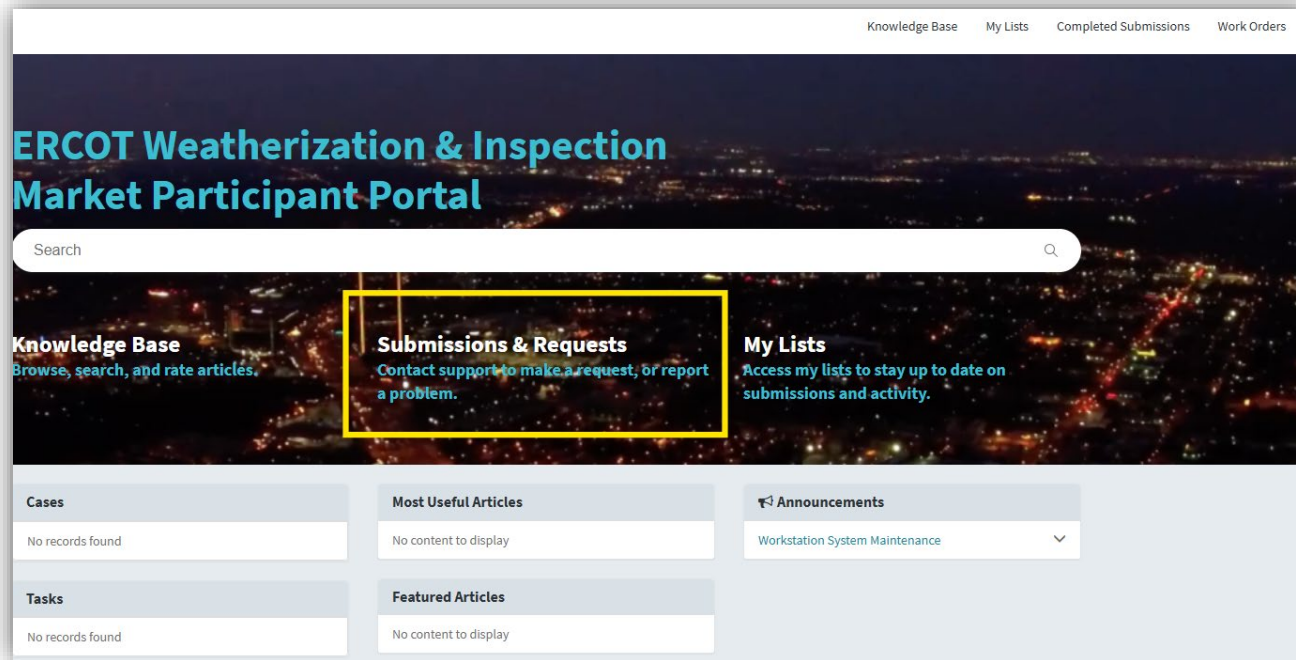 Knowledge Base My Lists Completed Submissions Work Orders
ERCOT Weatherization & Inspection
Market Participant Portal
Search
Knowledge Base
Browse, search, and rate articles.
Submissions & Requests
Contact support to make a request, or report
a problem.
My Lists
Access my lists to stay up to date on
submissions and activity.
Cases
No records found
Tasks
No records found
Most Useful Articles
No content to display
Featured Articles
No content to display
Announcements
Workstation System Maintenance